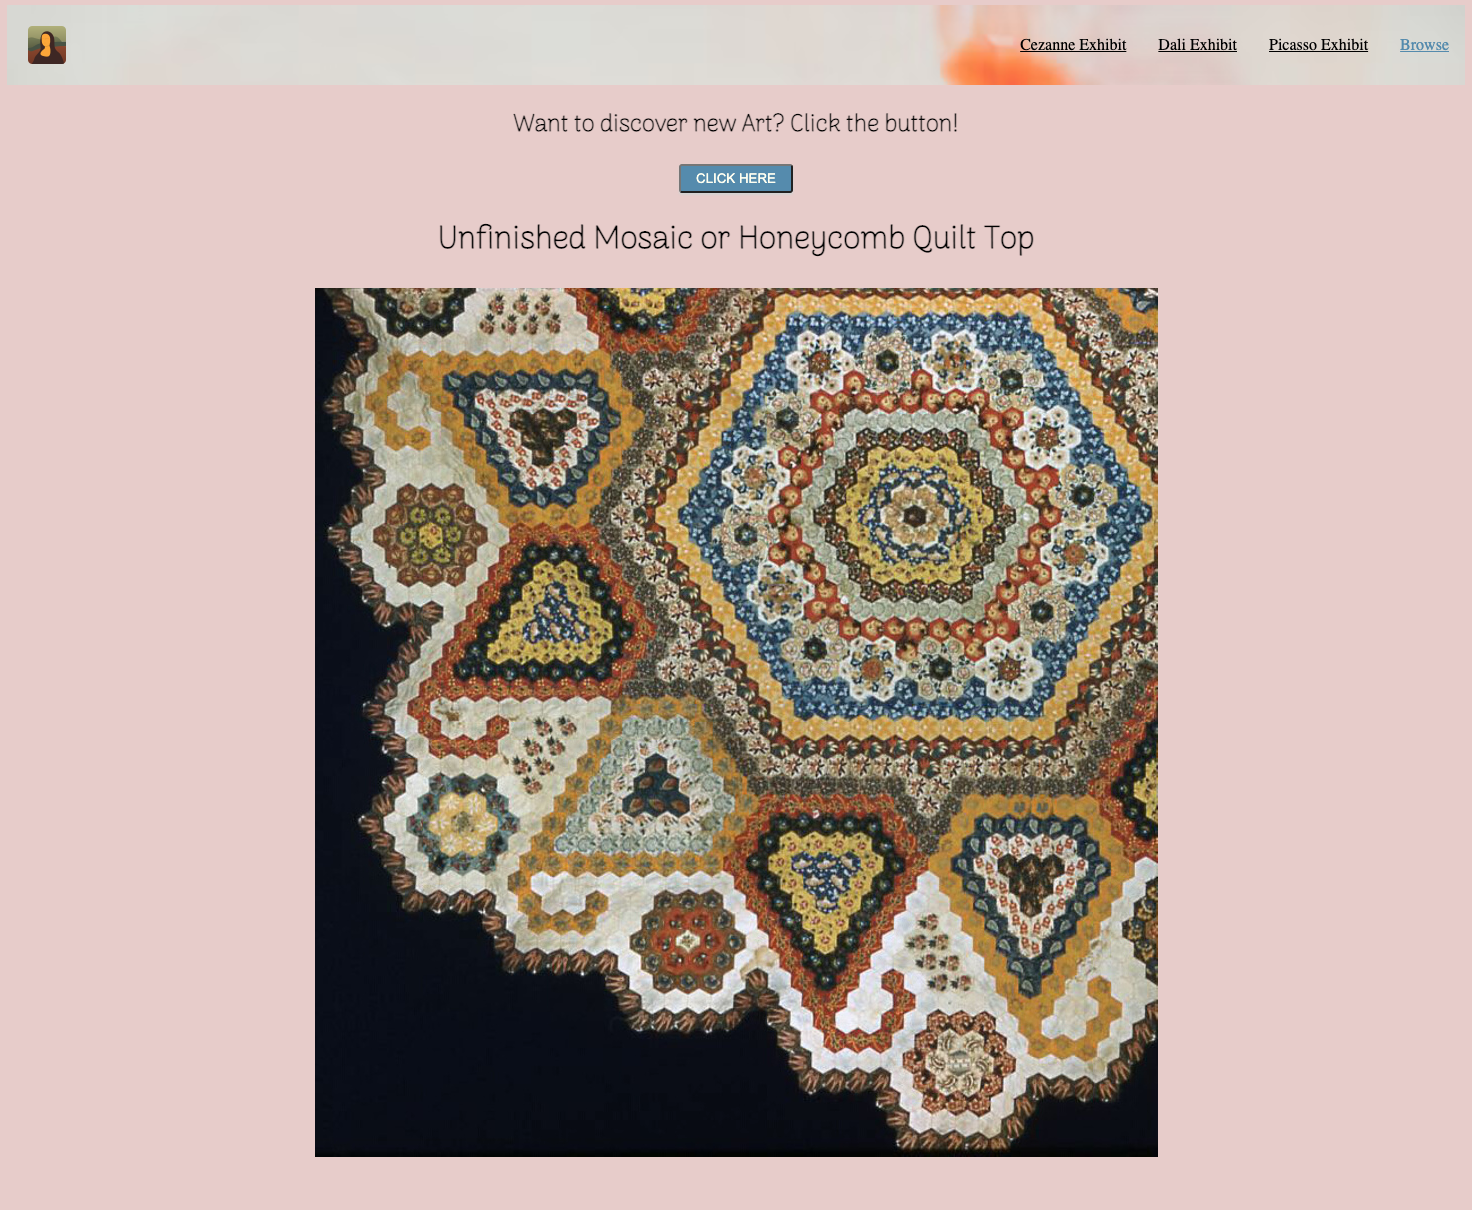 Cezanne Exhibit Dali Exhibit Picasso Exhibit Browse
Want to discover new Art? Click the button!
CLICK HERE
Unfinished Mosaic or Honeycomb Quilt Top